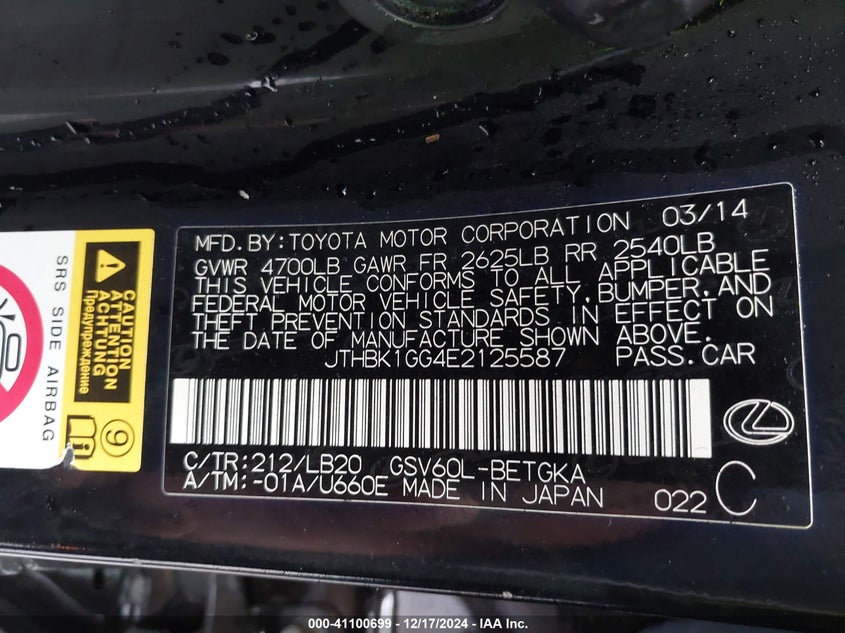 MFD.BY:TOYOTA MOTOR CORPORATION 03/14
GVWR 4700LB GAWR FR 2625LB RR 2540LB
THIS VEHICLE CONFORMS TO ALL APPLICABLE
FEDERAL MOTOR VEHICLE SAFETY,BUMPER,AND
THEFT PREVENTION STANDARDS IN EFFECT ON
THE DATE OF MANUFACTURE SHOWN ABOVE.
JTHBK1GG4E2125587 PASS.CAR
C/TR:212/LB20 GSV60L-BETGKA
A/TM:-01A/U660E MADE IN JAPAN 022 C
SRS SIDE AIRBAG
CAUTION
ATTENTION
ACHTUNG
Предупреждение
9
000-41100699 – 12/17/2024 – IAA Inc.